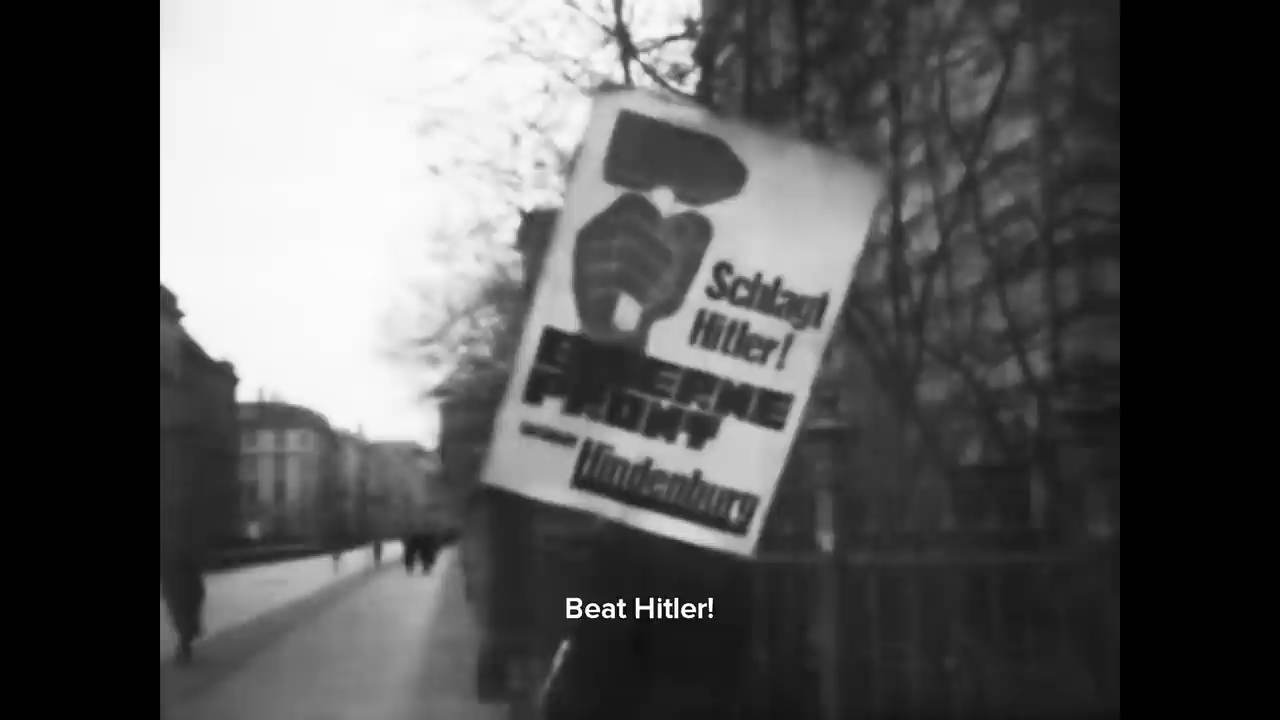 Schlagt
Hitler!
EISERNE
FRONT
Hindenburg
Beat Hitler!